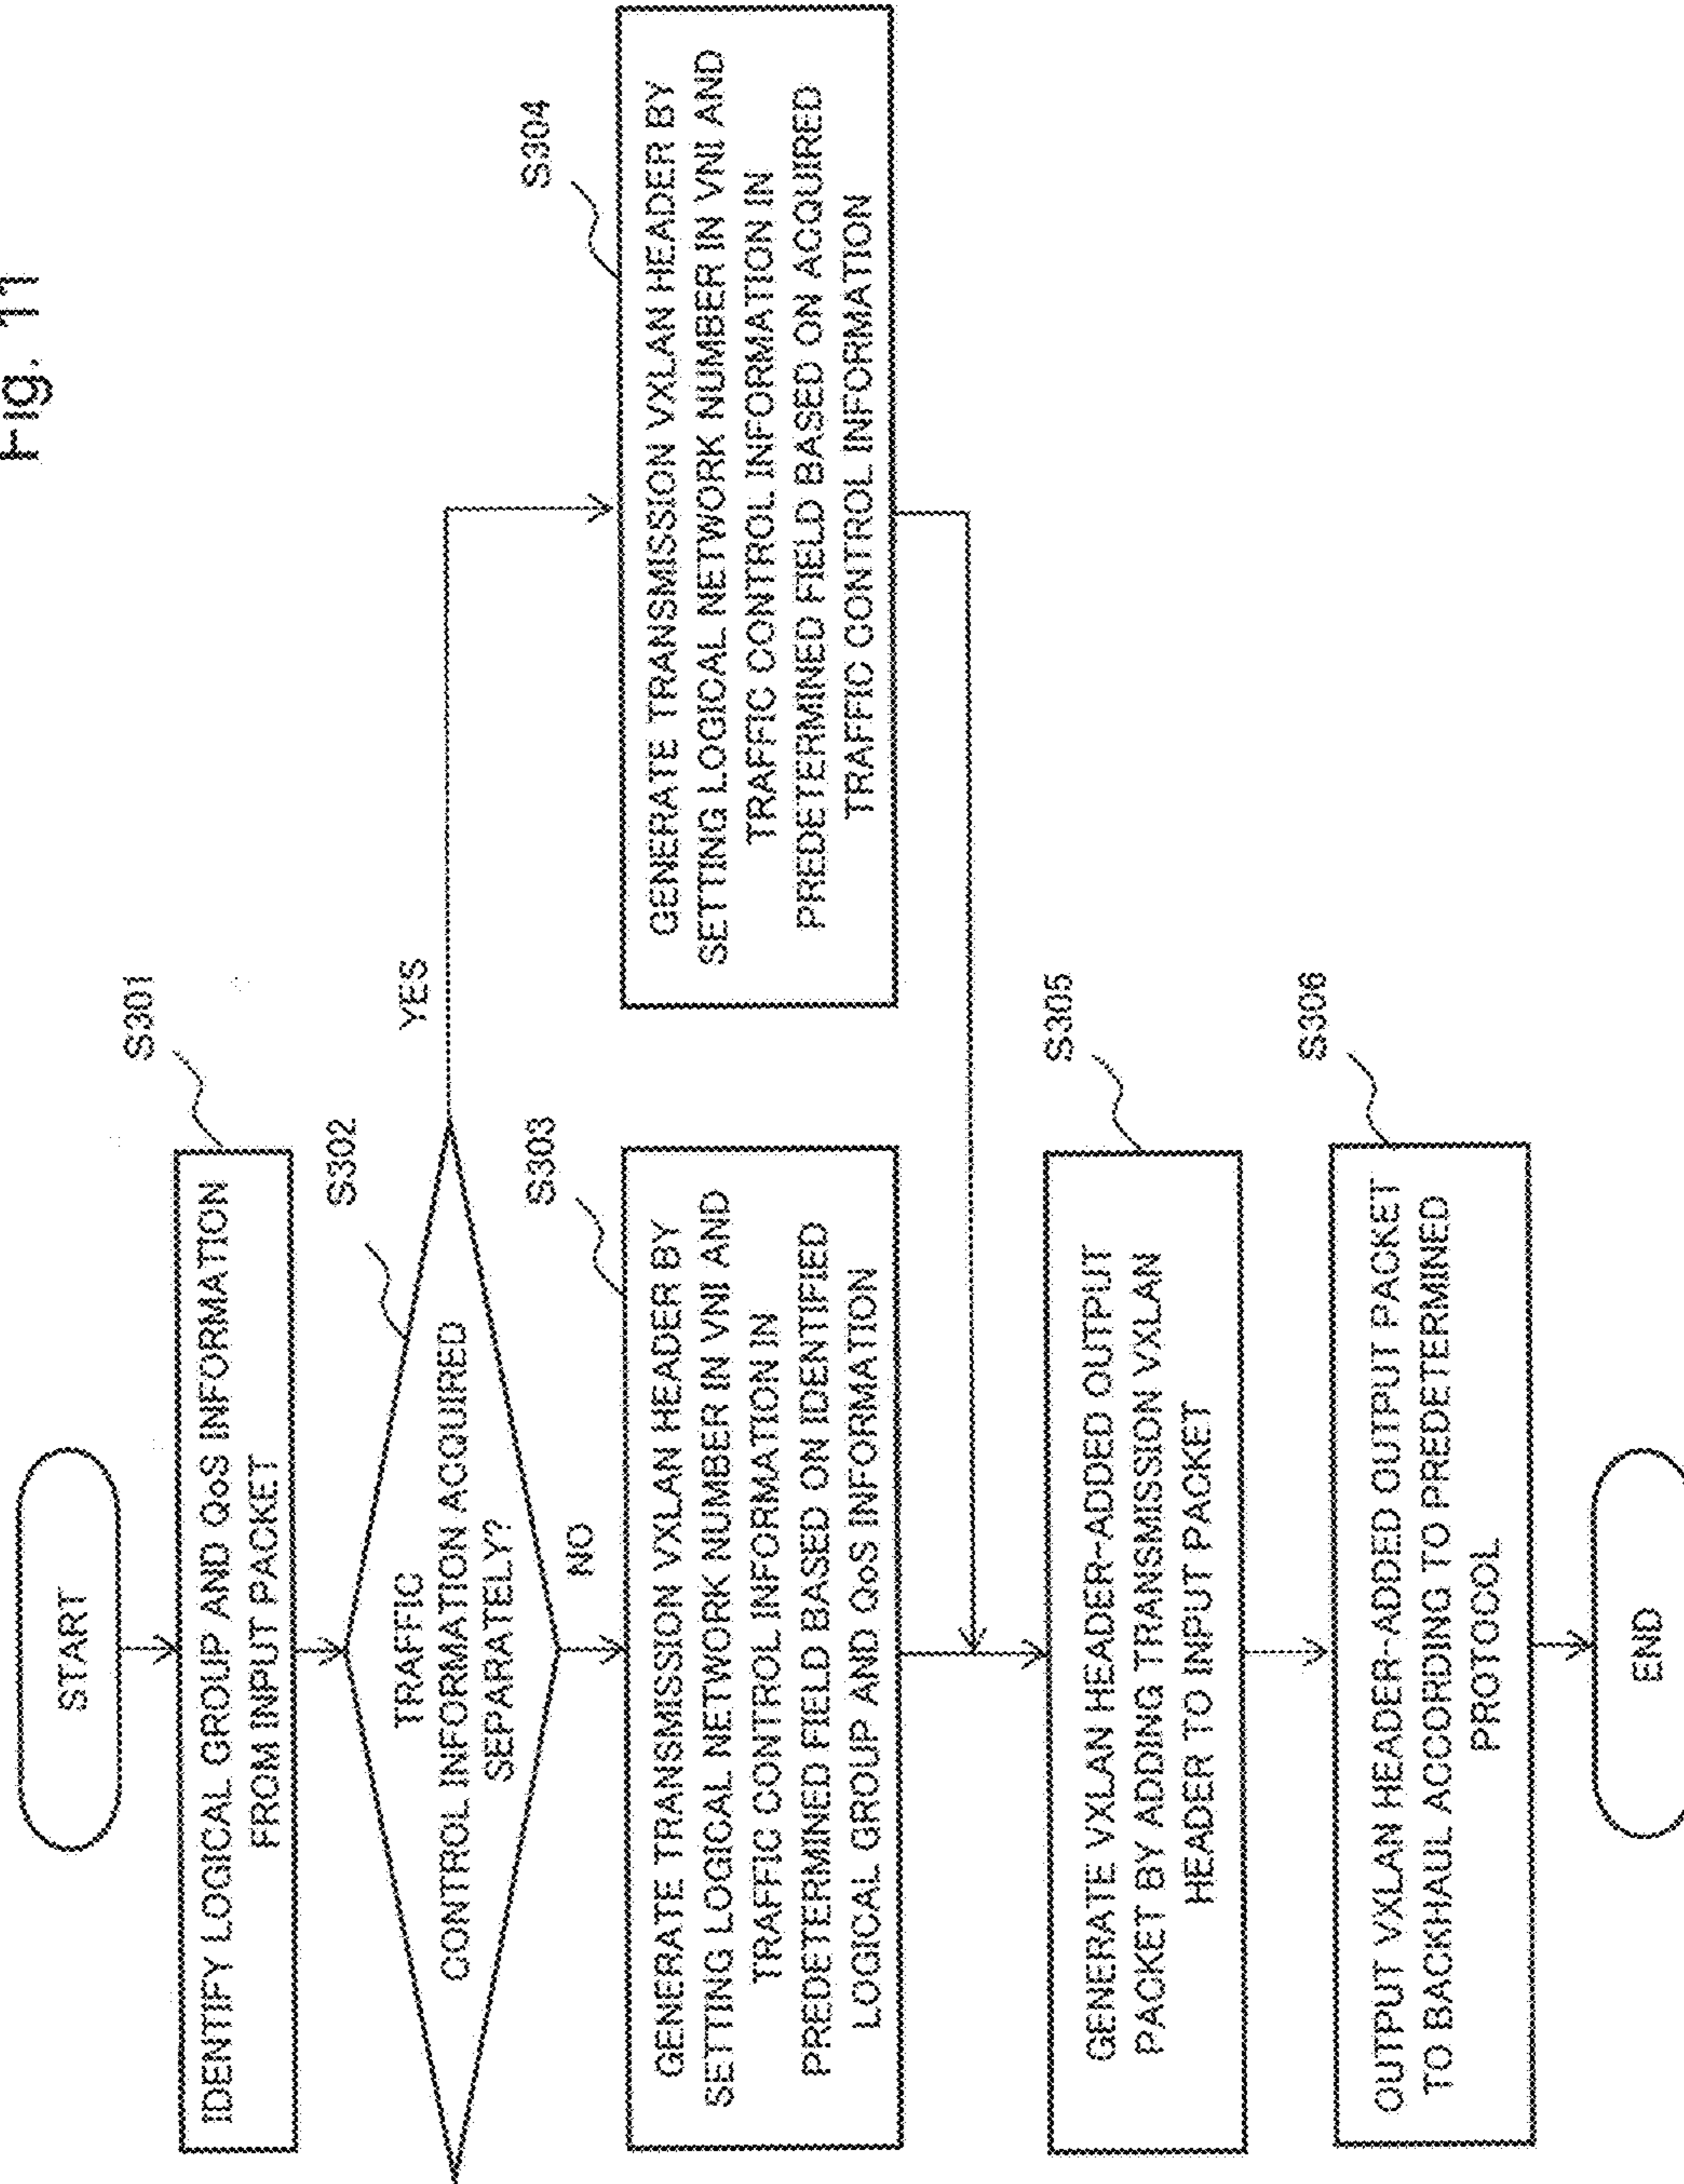 Fig. 11
START
S301
IDENTIFY LOGICAL GROUP AND QoS INFORMATION
FROM INPUT PACKET
S302
TRAFFIC
CONTROL INFORMATION ACQUIRED
SEPARATELY?
YES
NO
S303
GENERATE TRANSMISSION VXLAN HEADER BY
SETTING LOGICAL NETWORK NUMBER IN VNI AND
TRAFFIC CONTROL INFORMATION IN
PREDETERMINED FIELD BASED ON IDENTIFIED
LOGICAL GROUP AND QoS INFORMATION
S304
GENERATE TRANSMISSION VXLAN HEADER BY
SETTING LOGICAL NETWORK NUMBER IN VNI AND
TRAFFIC CONTROL INFORMATION IN
PREDETERMINED FIELD BASED ON ACQUIRED
TRAFFIC CONTROL INFORMATION
S305
GENERATE VXLAN HEADER-ADDED OUTPUT
PACKET BY ADDING TRANSMISSION VXLAN
HEADER TO INPUT PACKET
S306
OUTPUT VXLAN HEADER-ADDED OUTPUT PACKET
TO BACKHAUL ACCORDING TO PREDETERMINED
PROTOCOL
END